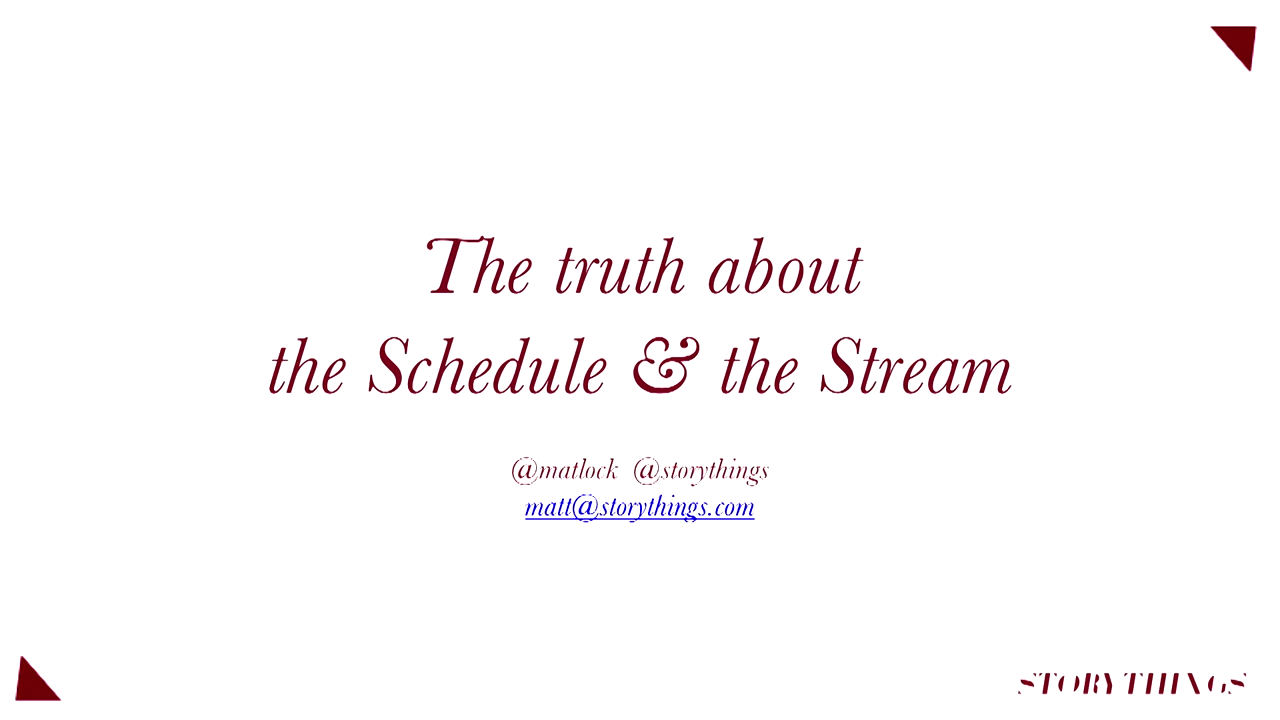 The truth about
the Schedule & the Stream
@matlock @storythings
matt@storythings.com
STORYTHINGS